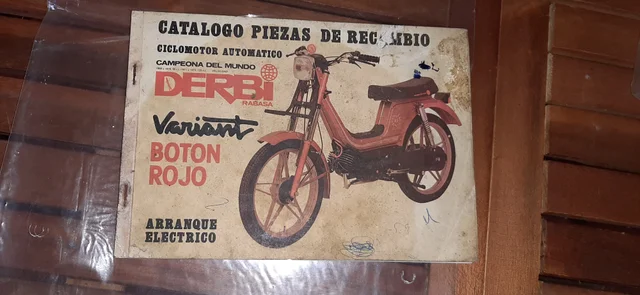 CATALOGO PIEZAS DE RECAMBIO
CICLOMOTOR AUTOMATICO
CAMPEONA DEL MUNDO
DERBI
RABASA
Variant
BOTON
ROJO
ARRANQUE
ELECTRICO